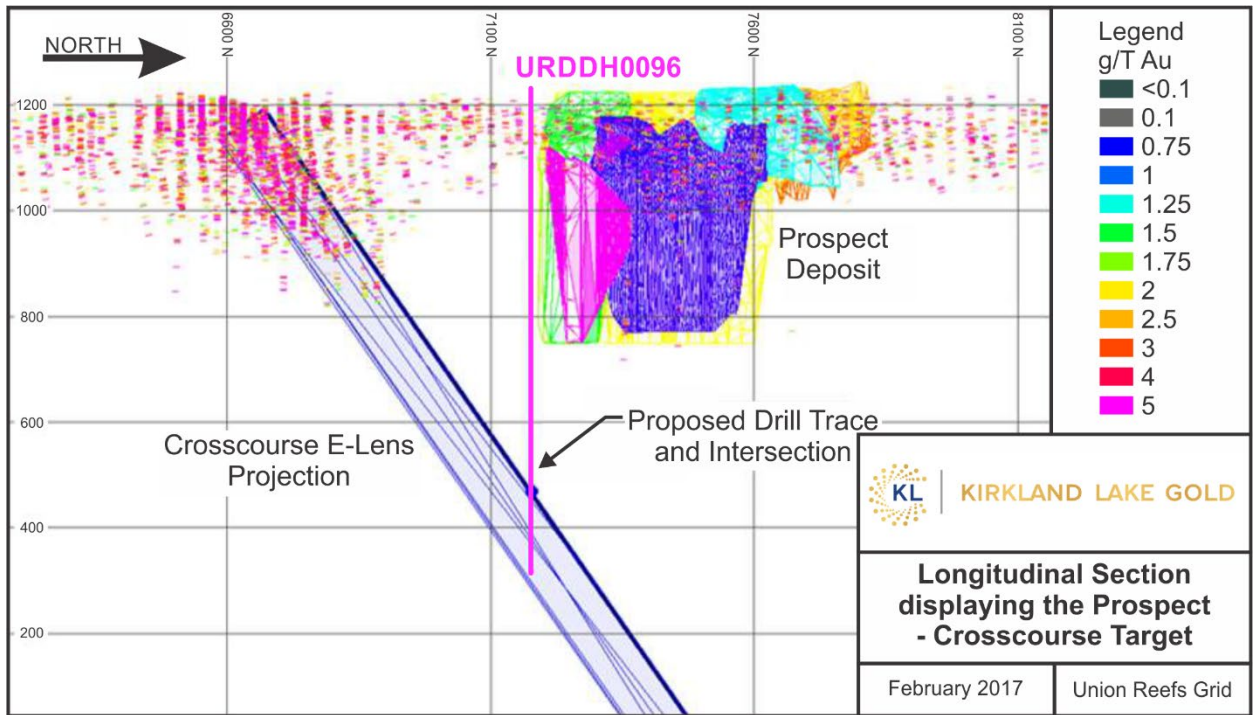 6600 N
7100 N
7600 N
8100 N
NORTH
URDDH0096
1200
1000
800
600
400
200
Prospect
Deposit
Proposed Drill Trace
and Intersection
Crosscourse E-Lens
Projection
Legend
g/T Au
<0.1
0.1
0.75
1
1.25
1.5
1.75
2
2.5
3
4
5
KL
KIRKLAND LAKE GOLD
Longitudinal Section
displaying the Prospect
- Crosscourse Target
February 2017
Union Reefs Grid